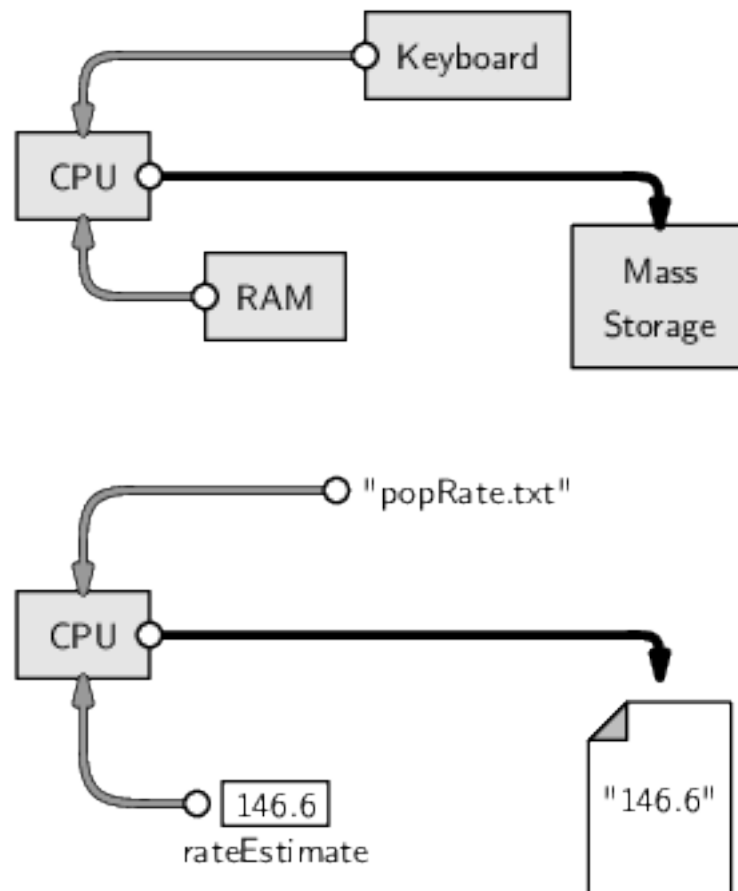 Keyboard
CPU
RAM
Mass
Storage
"popRate.txt"
CPU
146.6
rateEstimate
"146.6"